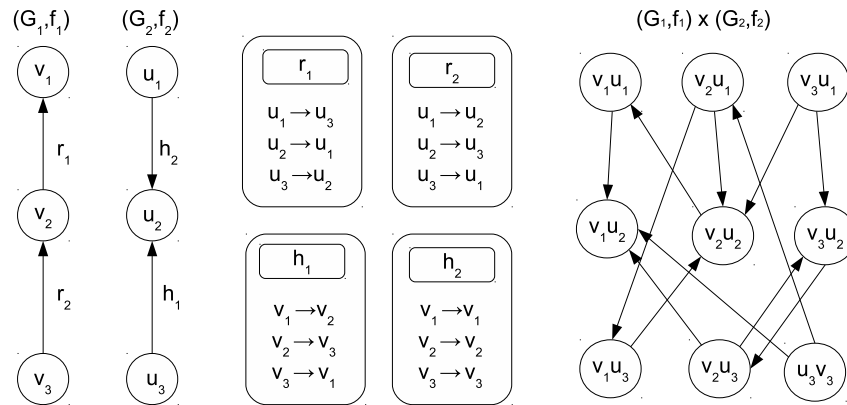 (G₁,f₁)
(G₂,f₂)
(G₁,f₁) x (G₂,f₂)
v₁
u₁
r₁
h₂
v₂
u₂
r₂
h₁
v₃
u₃
r₁
u₁→u₃
u₂→u₁
u₃→u₂
r₂
u₁→u₂
u₂→u₃
u₃→u₁
h₁
v₁→v₂
v₂→v₃
v₃→v₁
h₂
v₁→v₁
v₂→v₂
v₃→v₃
v₁u₁
v₂u₁
v₃u₁
v₁u₂
v₂u₂
v₃u₂
v₁u₃
v₂u₃
u₃v₃